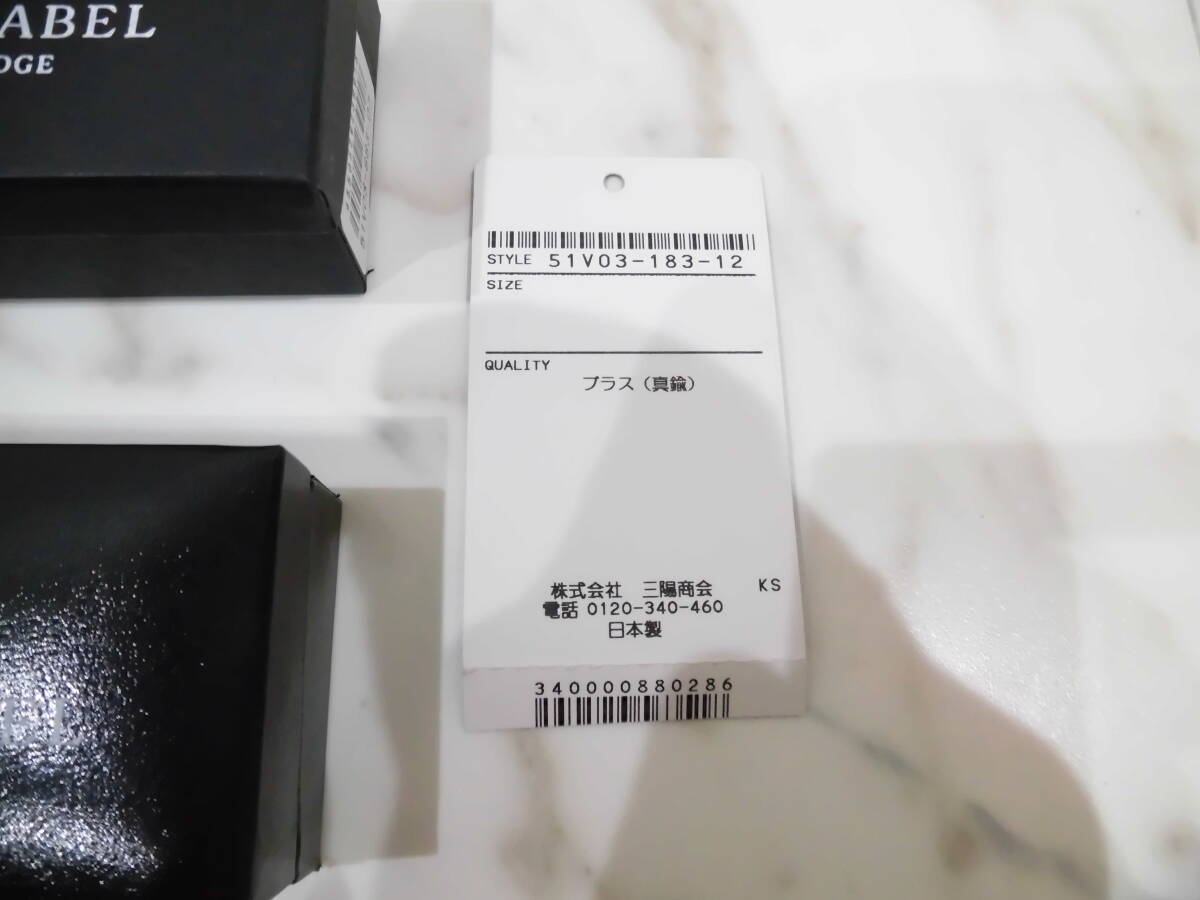 ABEL
DGE
STYLE 51V03-183-12
SIZE
QUALITY
ブラス（真鍮）
株式会社 三陽商会 KS
電話 0120-340-460
日本製
340000880286